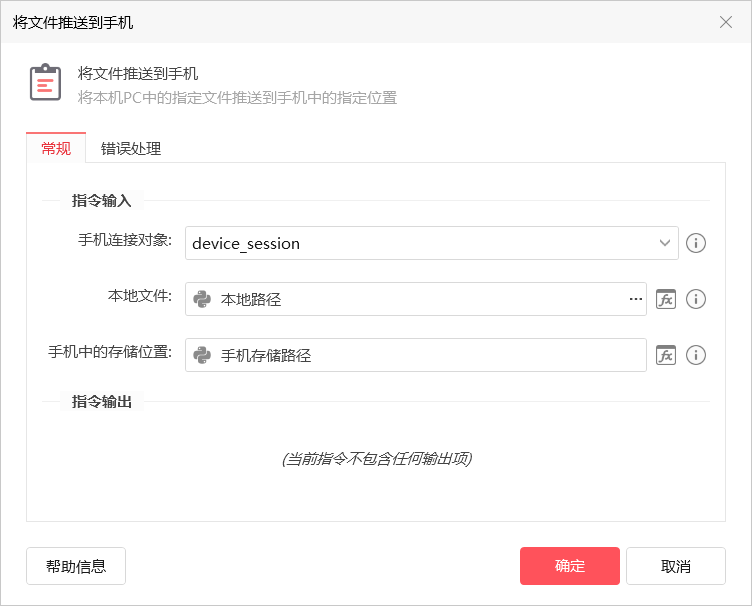 将文件推送到手机
将文件推送到手机
将本机PC中的指定文件推送到手机中的指定位置
常规 错误处理
指令输入
手机连接对象: device_session
本地文件: 本地路径 ···
手机中的存储位置: 手机存储路径
指令输出
(当前指令不包含任何输出项)
帮助信息 确定 取消